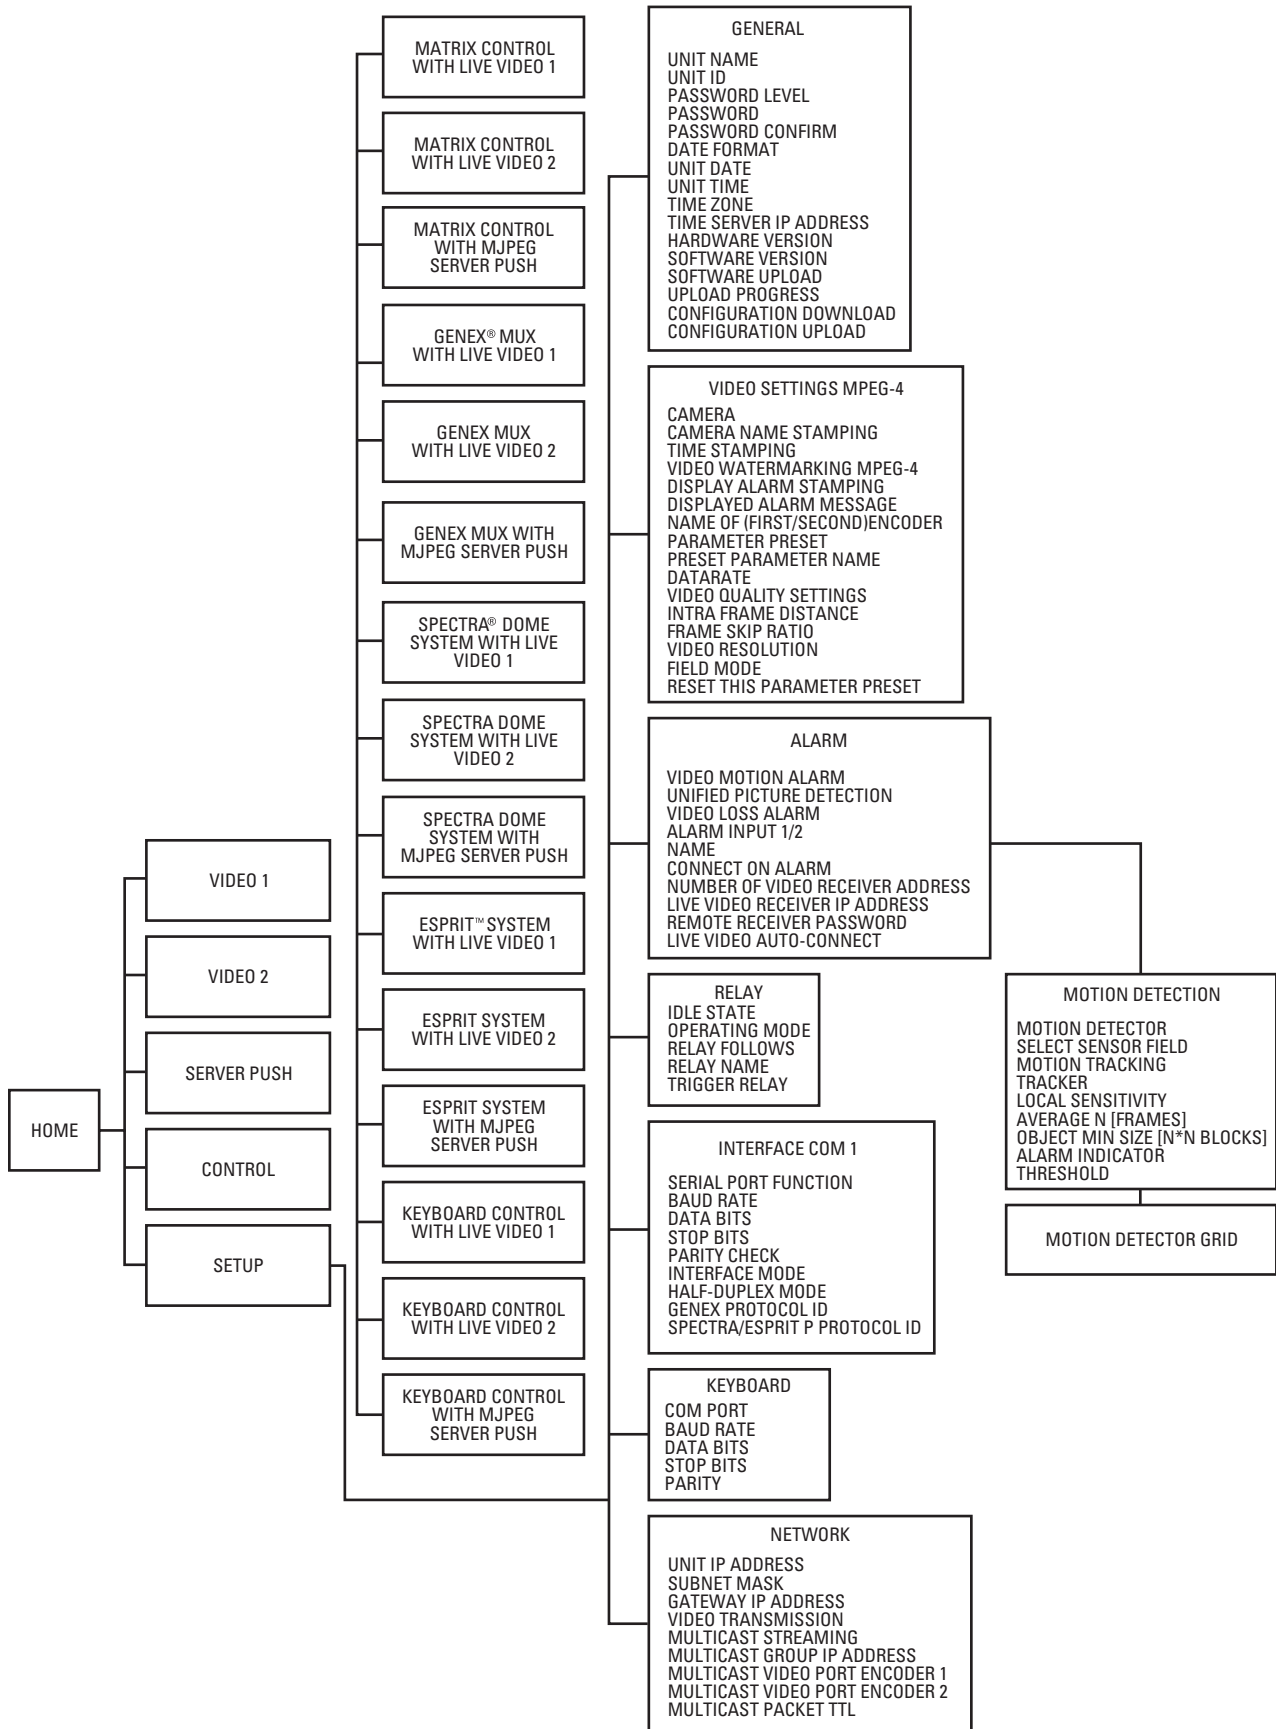 HOME
VIDEO 1
VIDEO 2
SERVER PUSH
CONTROL
SETUP
MATRIX CONTROL
WITH LIVE VIDEO 1
MATRIX CONTROL
WITH LIVE VIDEO 2
MATRIX CONTROL
WITH MJPEG
SERVER PUSH
GENEX® MUX
WITH LIVE VIDEO 1
GENEX MUX
WITH LIVE VIDEO 2
GENEX MUX WITH
MJPEG SERVER PUSH
SPECTRA® DOME
SYSTEM WITH LIVE
VIDEO 1
SPECTRA DOME
SYSTEM WITH LIVE
VIDEO 2
SPECTRA DOME
SYSTEM WITH
MJPEG SERVER PUSH
ESPRIT™ SYSTEM
WITH LIVE VIDEO 1
ESPRIT SYSTEM
WITH LIVE VIDEO 2
ESPRIT SYSTEM
WITH MJPEG
SERVER PUSH
KEYBOARD CONTROL
WITH LIVE VIDEO 1
KEYBOARD CONTROL
WITH LIVE VIDEO 2
KEYBOARD CONTROL
WITH MJPEG
SERVER PUSH
GENERAL
UNIT NAME
UNIT ID
PASSWORD LEVEL
PASSWORD
PASSWORD CONFIRM
DATE FORMAT
UNIT DATE
UNIT TIME
TIME ZONE
TIME SERVER IP ADDRESS
HARDWARE VERSION
SOFTWARE VERSION
SOFTWARE UPLOAD
UPLOAD PROGRESS
CONFIGURATION DOWNLOAD
CONFIGURATION UPLOAD
VIDEO SETTINGS MPEG-4
CAMERA
CAMERA NAME STAMPING
TIME STAMPING
VIDEO WATERMARKING MPEG-4
DISPLAY ALARM STAMPING
DISPLAYED ALARM MESSAGE
NAME OF (FIRST/SECOND)ENCODER
PARAMETER PRESET
PRESET PARAMETER NAME
DATARATE
VIDEO QUALITY SETTINGS
INTRA FRAME DISTANCE
FRAME SKIP RATIO
VIDEO RESOLUTION
FIELD MODE
RESET THIS PARAMETER PRESET
ALARM
VIDEO MOTION ALARM
UNIFIED PICTURE DETECTION
VIDEO LOSS ALARM
ALARM INPUT 1/2
NAME
CONNECT ON ALARM
NUMBER OF VIDEO RECEIVER ADDRESS
LIVE VIDEO RECEIVER IP ADDRESS
REMOTE RECEIVER PASSWORD
LIVE VIDEO AUTO-CONNECT
RELAY
IDLE STATE
OPERATING MODE
RELAY FOLLOWS
RELAY NAME
TRIGGER RELAY
INTERFACE COM 1
SERIAL PORT FUNCTION
BAUD RATE
DATA BITS
STOP BITS
PARITY CHECK
INTERFACE MODE
HALF-DUPLEX MODE
GENEX PROTOCOL ID
SPECTRA/ESPRIT P PROTOCOL ID
KEYBOARD
COM PORT
BAUD RATE
DATA BITS
STOP BITS
PARITY
NETWORK
UNIT IP ADDRESS
SUBNET MASK
GATEWAY IP ADDRESS
VIDEO TRANSMISSION
MULTICAST STREAMING
MULTICAST GROUP IP ADDRESS
MULTICAST VIDEO PORT ENCODER 1
MULTICAST VIDEO PORT ENCODER 2
MULTICAST PACKET TTL
MOTION DETECTION
MOTION DETECTOR
SELECT SENSOR FIELD
MOTION TRACKING
TRACKER
LOCAL SENSITIVITY
AVERAGE N [FRAMES]
OBJECT MIN SIZE [N*N BLOCKS]
ALARM INDICATOR
THRESHOLD
MOTION DETECTOR GRID